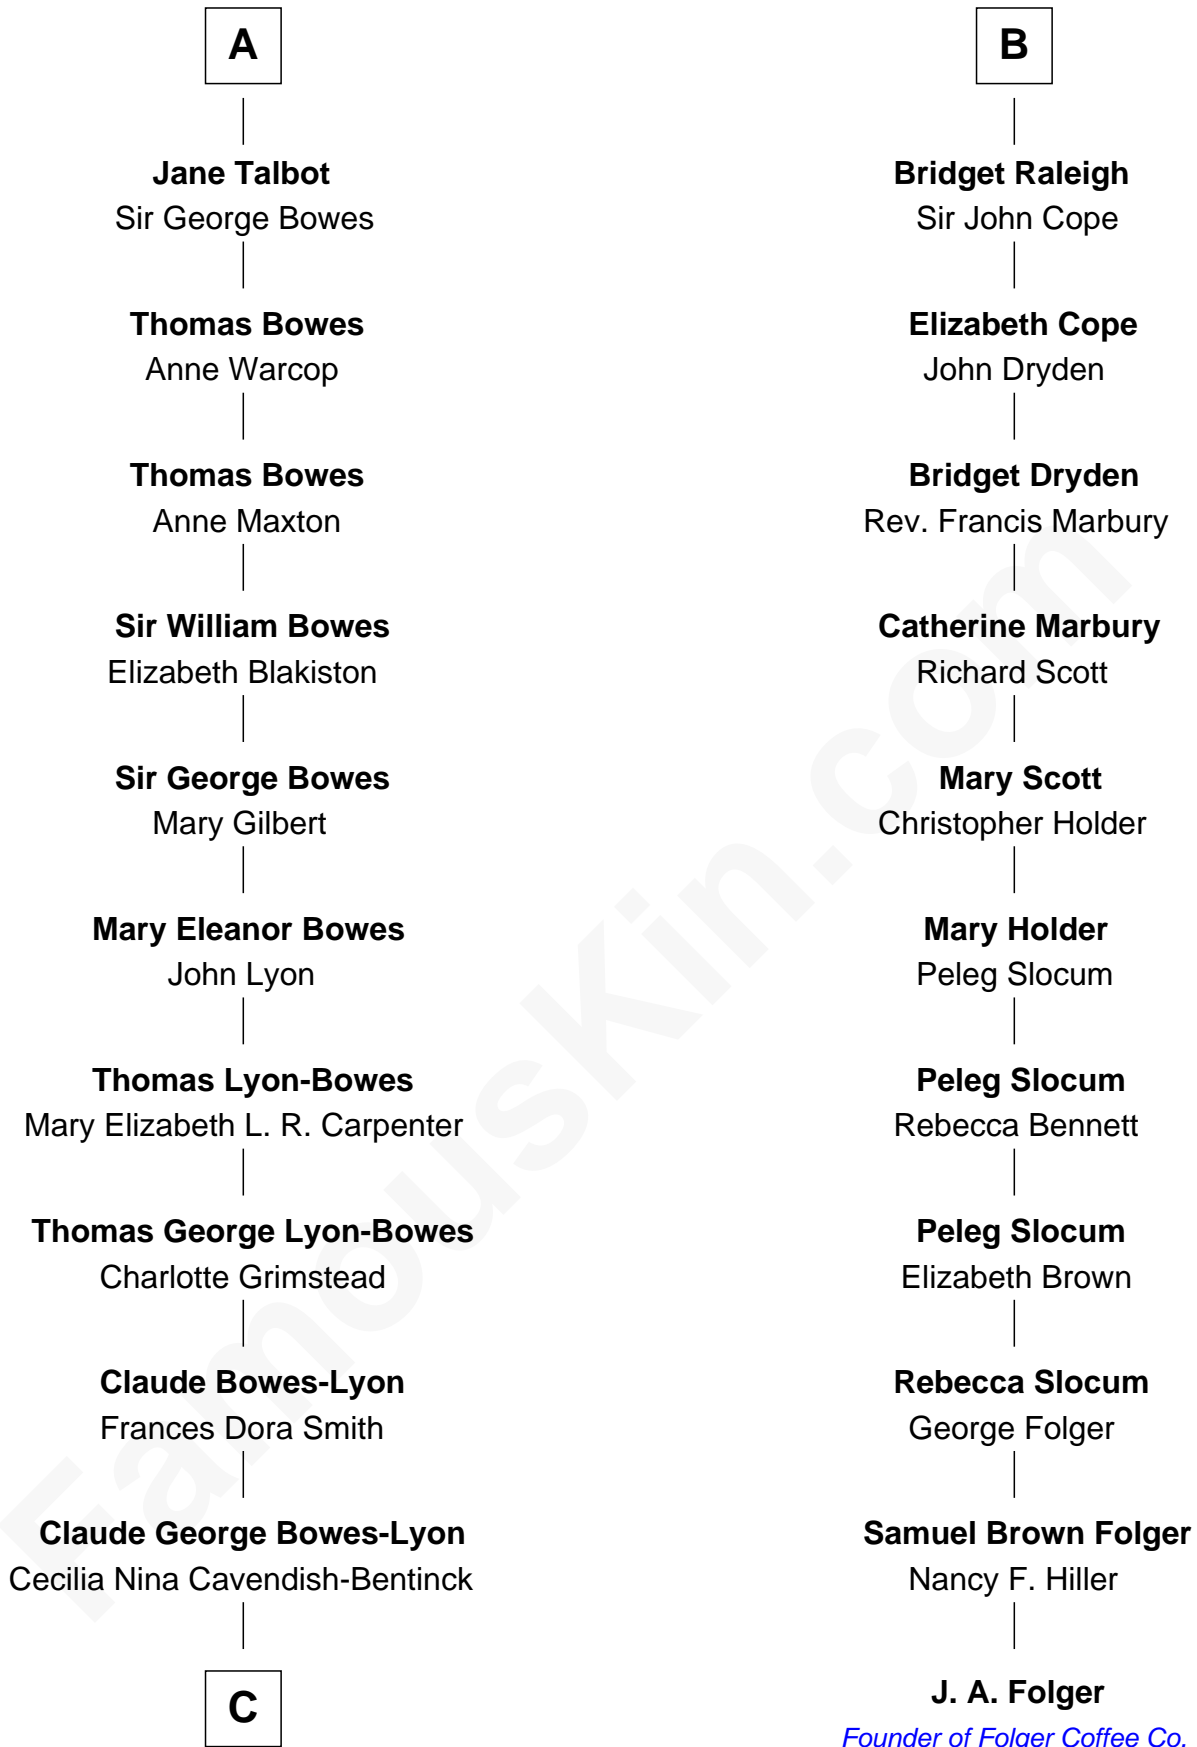 A
Jane Talbot
Sir George Bowes
Thomas Bowes
Anne Warcop
Thomas Bowes
Anne Maxton
Sir William Bowes
Elizabeth Blakiston
Sir George Bowes
Mary Gilbert
Mary Eleanor Bowes
John Lyon
Thomas Lyon-Bowes
Mary Elizabeth L. R. Carpenter
Thomas George Lyon-Bowes
Charlotte Grimstead
Claude Bowes-Lyon
Frances Dora Smith
Claude George Bowes-Lyon
Cecilia Nina Cavendish-Bentinck
C
B
Bridget Raleigh
Sir John Cope
Elizabeth Cope
John Dryden
Bridget Dryden
Rev. Francis Marbury
Catherine Marbury
Richard Scott
Mary Scott
Christopher Holder
Mary Holder
Peleg Slocum
Peleg Slocum
Rebecca Bennett
Peleg Slocum
Elizabeth Brown
Rebecca Slocum
George Folger
Samuel Brown Folger
Nancy F. Hiller
J. A. Folger
Founder of Folger Coffee Co.
FamousKin.com